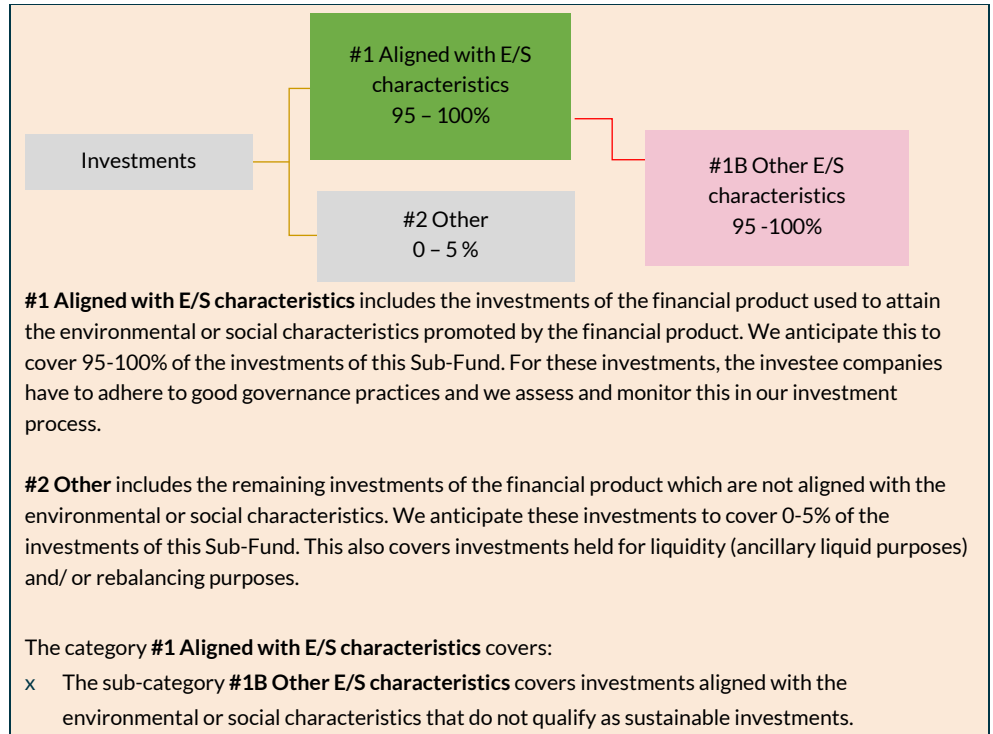 #1 Aligned with E/S
characteristics
95 – 100%
Investments
#1B Other E/S
characteristics
95 -100%
#2 Other
0 – 5 %
#1 Aligned with E/S characteristics includes the investments of the financial product used to attain
the environmental or social characteristics promoted by the financial product. We anticipate this to
cover 95-100% of the investments of this Sub-Fund. For these investments, the investee companies
have to adhere to good governance practices and we assess and monitor this in our investment
process.
#2 Other includes the remaining investments of the financial product which are not aligned with the
environmental or social characteristics. We anticipate these investments to cover 0-5% of the
investments of this Sub-Fund. This also covers investments held for liquidity (ancillary liquid purposes)
and/ or rebalancing purposes.
The category #1 Aligned with E/S characteristics covers:
x The sub-category #1B Other E/S characteristics covers investments aligned with the
environmental or social characteristics that do not qualify as sustainable investments.